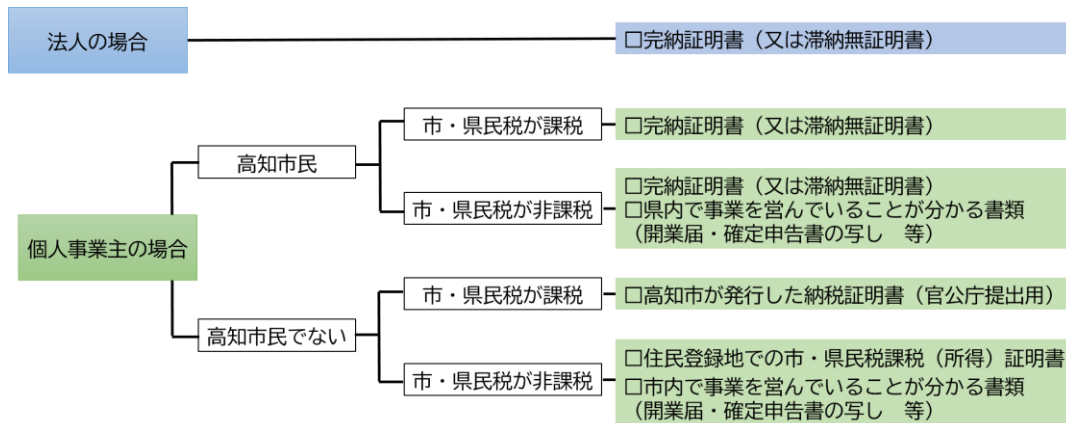 法人の場合
□完納証明書（又は滞納無証明書）
個人事業主の場合
高知市民
市・県民税が課税
□完納証明書（又は滞納無証明書）
市・県民税が非課税
□完納証明書（又は滞納無証明書）
□県内で事業を営んでいることが分かる書類
（開業届・確定申告書の写し　等）
高知市民でない
市・県民税が課税
□高知市が発行した納税証明書（官公庁提出用）
市・県民税が非課税
□住民登録地での市・県民税課税（所得）証明書
□市内で事業を営んでいることが分かる書類
（開業届・確定申告書の写し　等）